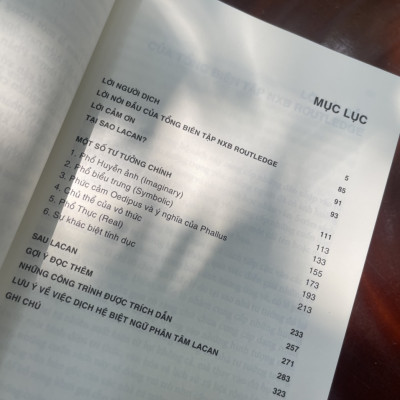 MỤC LỤC
LỜI NGƯỜI DỊCH 5
LỜI NÓI ĐẦU CỦA TỔNG BIÊN TẬP NXB ROUTLEDGE 85
LỜI CẢM ƠN 91
TẠI SAO LACAN? 93
MỘT SỐ TƯ TƯỞNG CHÍNH 111
1. Phổ Huyễn ảnh (Imaginary) 113
2. Phổ biểu trưng (Symbolic) 133
3. Phức cảm Oedipus và ý nghĩa của Phallus 155
4. Chủ thể của vô thức 173
5. Phổ Thực (Real) 193
6. Sự khác biệt tính dục 213
SAU LACAN 233
GỢI Ý ĐỌC THÊM 257
NHỮNG CÔNG TRÌNH ĐƯỢC TRÍCH DẪN 271
LƯU Ý VỀ VIỆC DỊCH HỆ BIỆT NGỮ PHÂN TÂM LACAN 283
GHI CHÚ 323